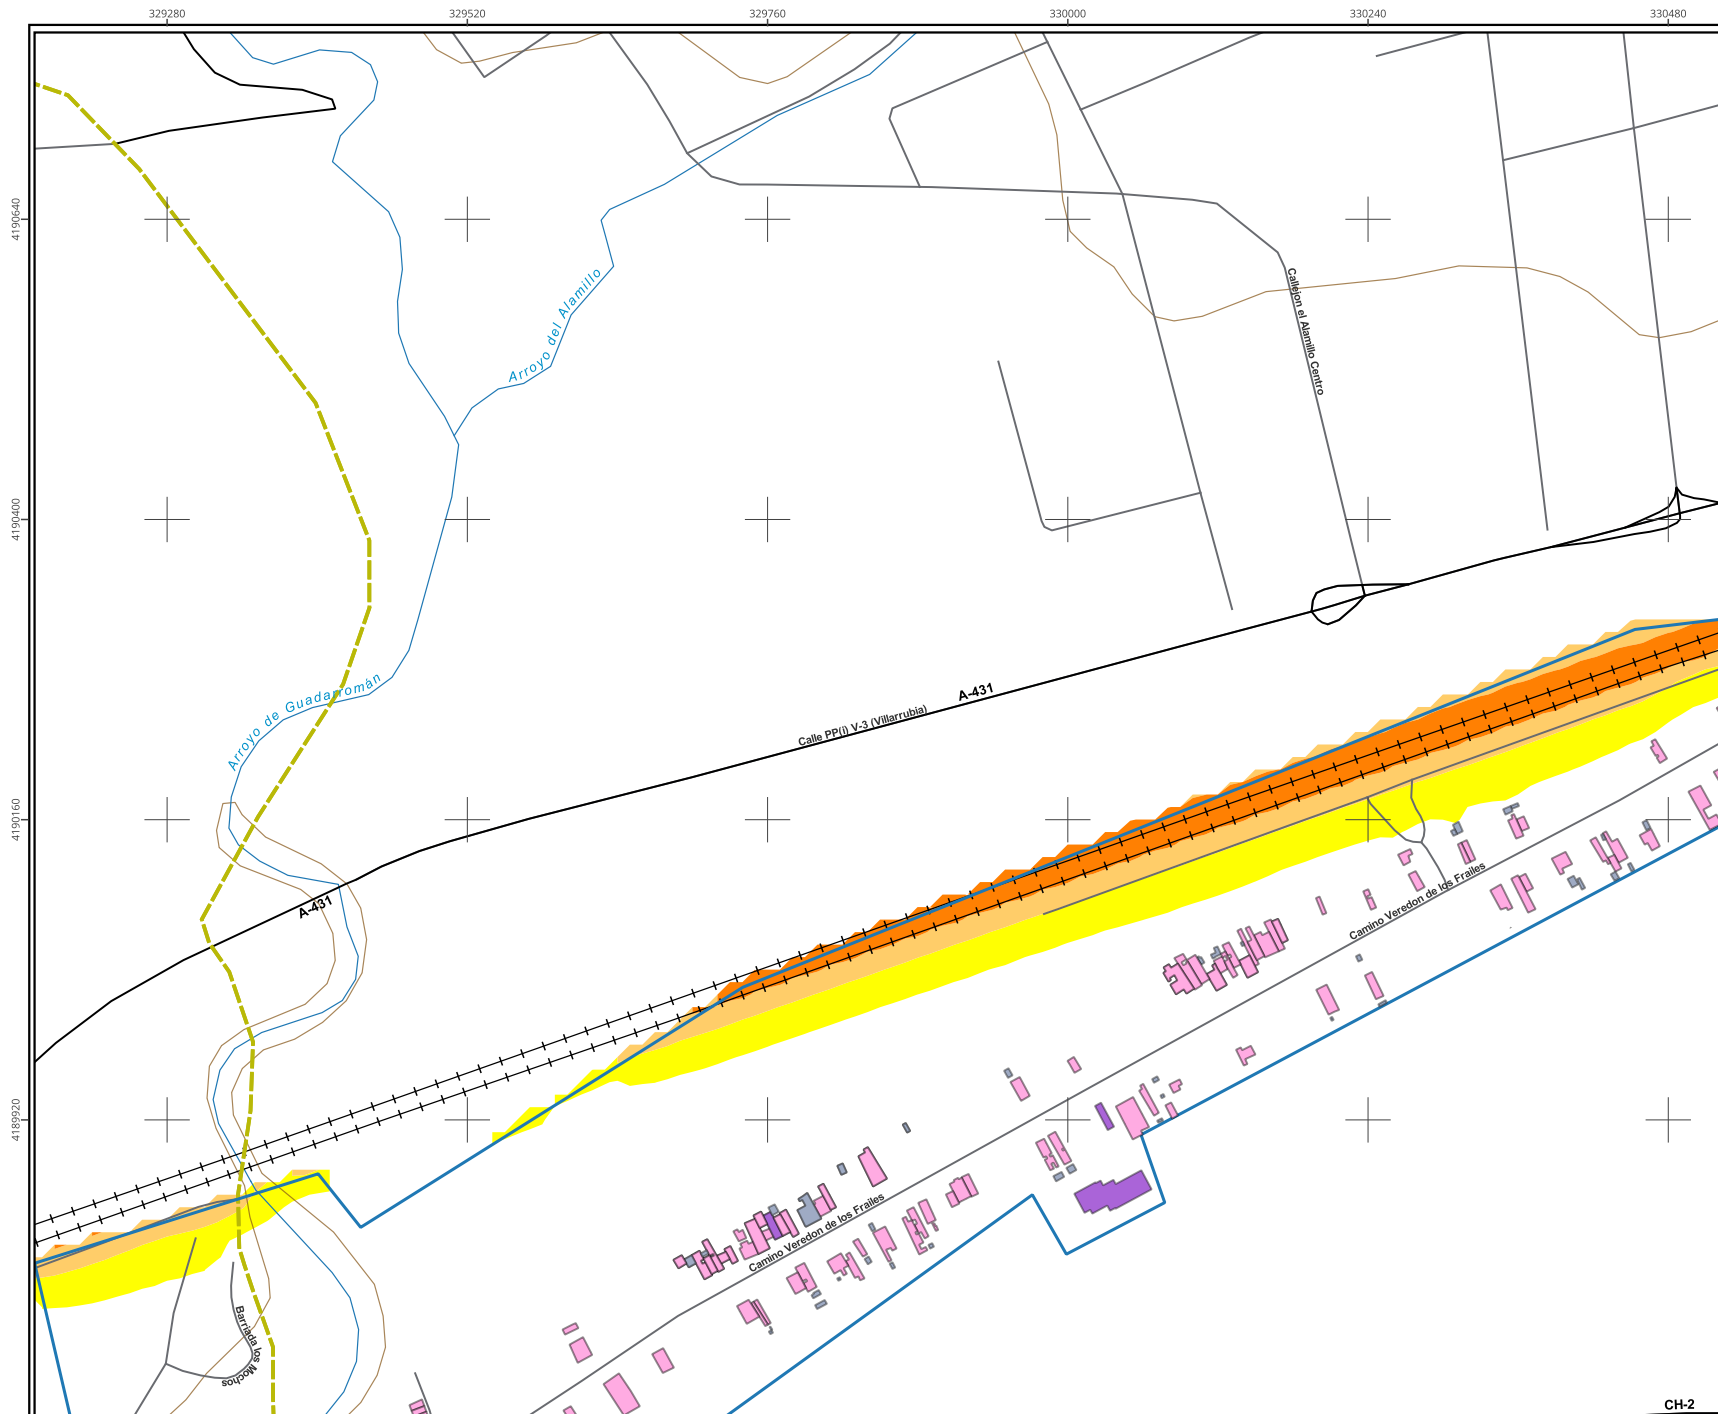 329280
329520
329760
330000
330240
330480
4190640
4190400
4190160
4189920
Arroyo del Alamillo
Callejon el Alamillo Centro
Arroyo de Guadarromán
A-431
Calle PP(i) V-3 (Villarrubia)
A-431
Camino Veredon de los Frailes
Camino Veredon de los Frailes
Barriada los Mochos
CH-2